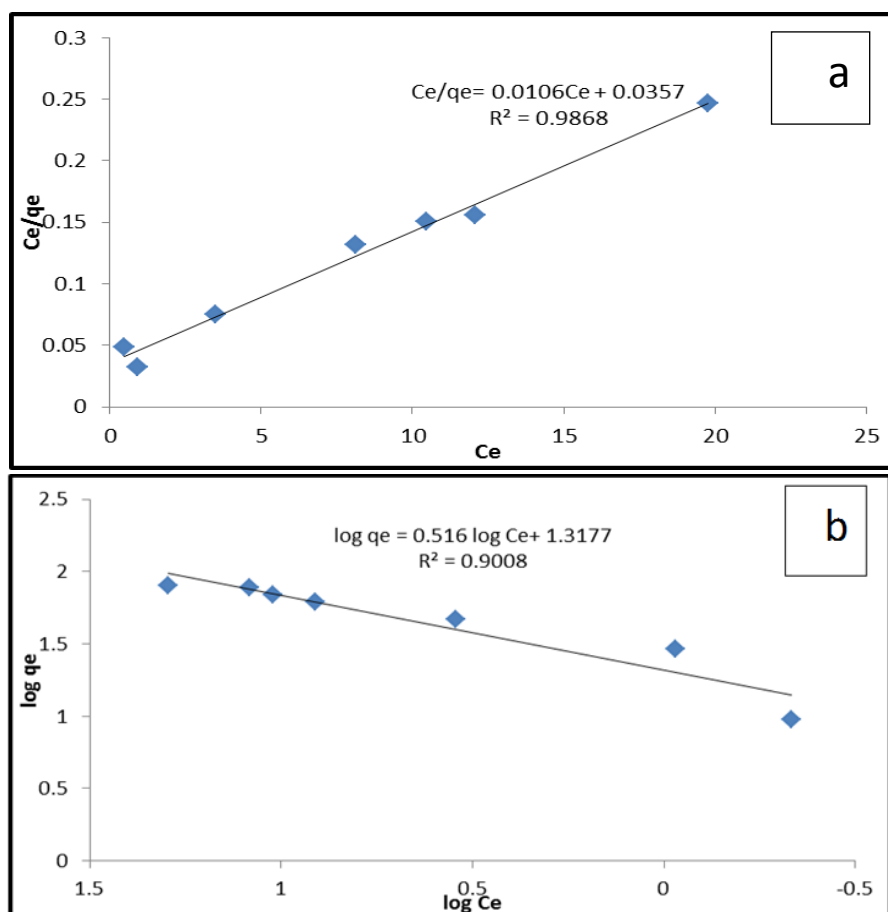 a
0.3
0.25
0.2
0.15
0.1
0.05
0
Ce/qe= 0.0106Ce + 0.0357
R² = 0.9868
Ce/qe
0 5 10 15 20 25
Ce
b
2.5
2
1.5
1
0.5
0
log qe = 0.516 log Ce+ 1.3177
R² = 0.9008
log qe
1.5 1 0.5 0 -0.5
log Ce